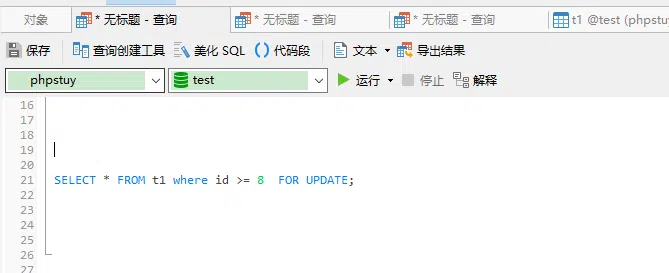 对象 * 无标题 - 查询 * 无标题 - 查询 * 无标题 - 查询 t1 @test (phpstuy
保存 查询创建工具 美化 SQL () 代码段 文本 导出结果
phpstuy test 运行 停止 解释
16
17
18
19
20
21 SELECT * FROM t1 where id >= 8 FOR UPDATE;
22
23
24
25
26
27